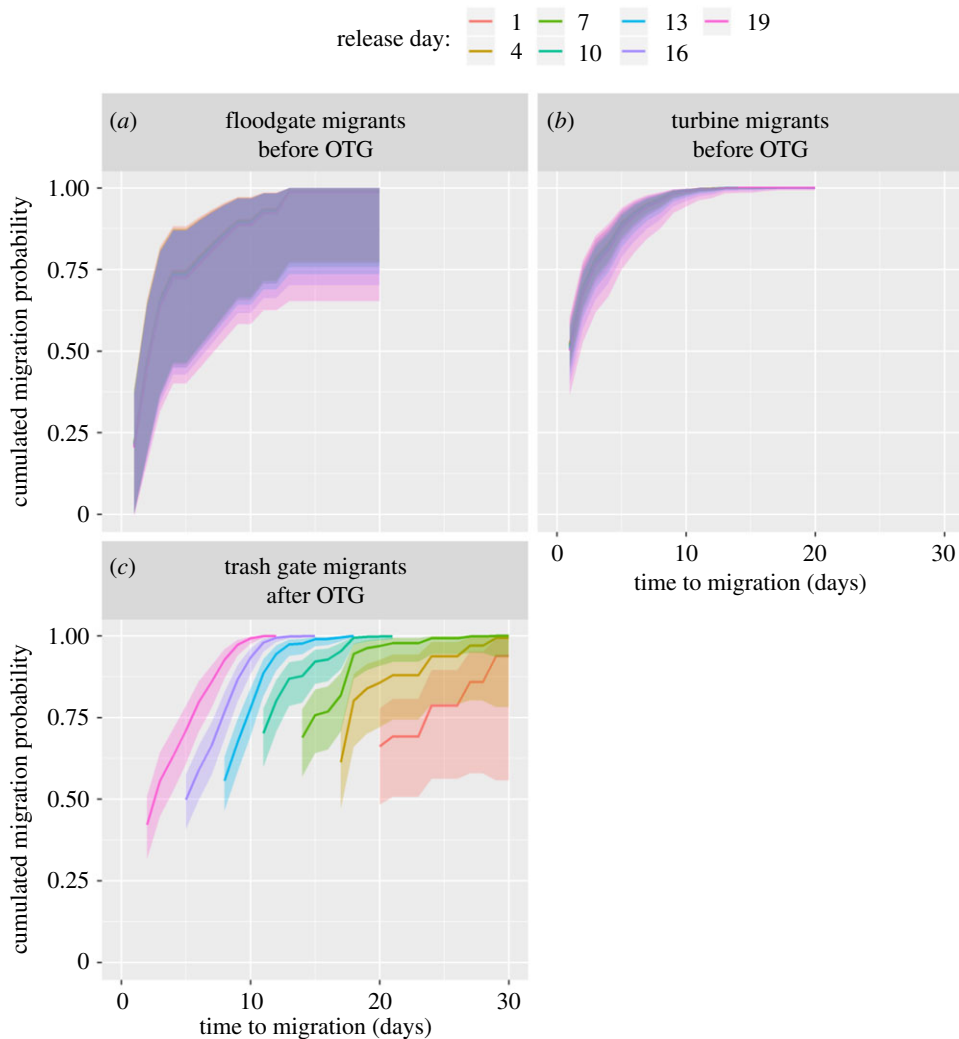 release day: 1 7 13 19
4 10 16
(a) floodgate migrants
before OTG
(b) turbine migrants
before OTG
cumulated migration probability
1.00
0.75
0.50
0.25
0
0 10 20 30
time to migration (days)
(c) trash gate migrants
after OTG
cumulated migration probability
1.00
0.75
0.50
0.25
0
0 10 20 30
time to migration (days)